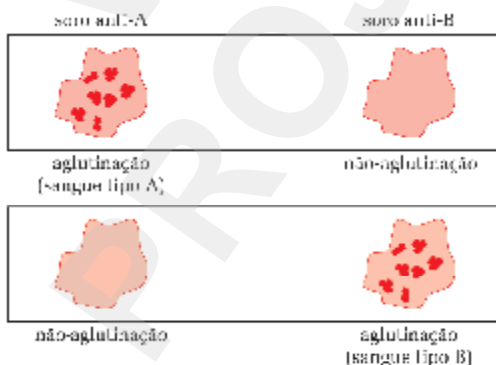 soro anti-A
soro anti-B
aglutinação
(sangue tipo A)
não-aglutinação
não-aglutinação
aglutinação
(sangue tipo B)